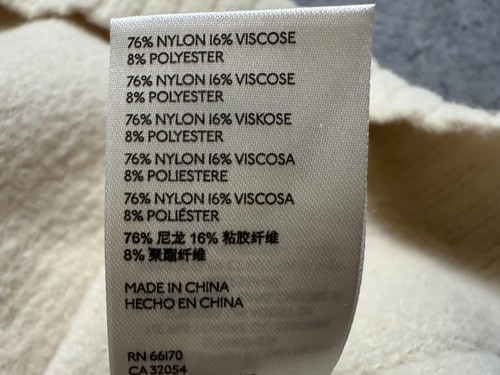 76% NYLON 16% VISCOSE
8% POLYESTER
76% NYLON 16% VISCOSE
8% POLYESTER
76% NYLON 16% VISKOSE
8% POLYESTER
76% NYLON 16% VISCOSA
8% POLIESTERE
76% NYLON 16% VISCOSA
8% POLIÉSTER
76% 尼龙 16% 粘胶纤维
8% 聚酯纤维
MADE IN CHINA
HECHO EN CHINA
RN 66170
CA 32054